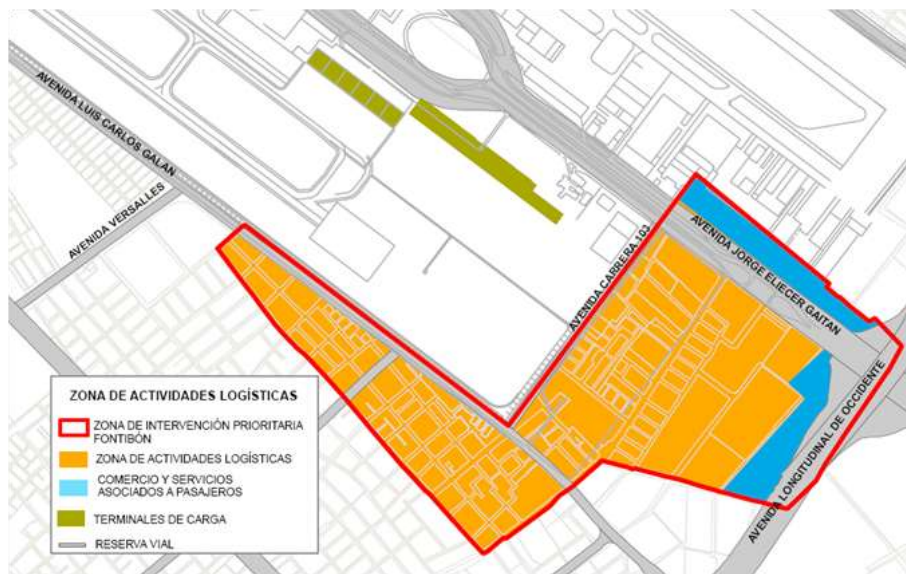 AVENIDA LUIS CARLOS GALAN
AVENIDA VERSALLES
AVENIDA CARRERA 103
AVENIDA JORGE ELIECER GAITAN
AVENIDA LONGITUDINAL DE OCCIDENTE
ZONA DE ACTIVIDADES LOGÍSTICAS
ZONA DE INTERVENCIÓN PRIORITARIA
FONTIBÓN
ZONA DE ACTIVIDADES LOGÍSTICAS
COMERCIO Y SERVICIOS
ASOCIADOS A PASAJEROS
TERMINALES DE CARGA
RESERVA VIAL